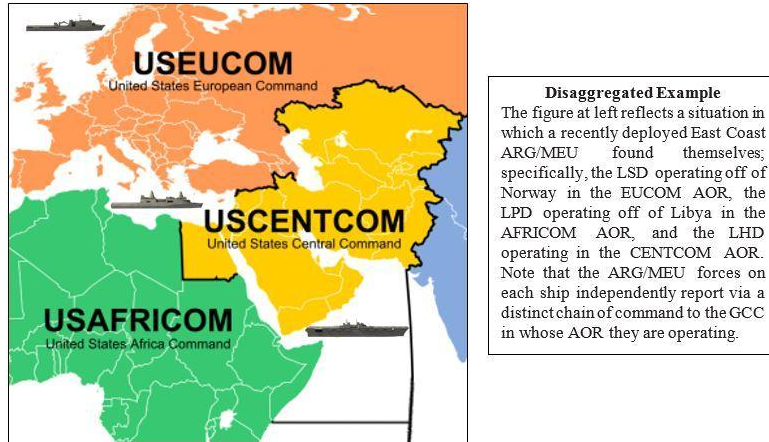 USEUCOM
United States European Command
USCENTCOM
United States Central Command
USAFRICOM
United States Africa Command
Disaggregated Example
The figure at left reflects a situation in
which a recently deployed East Coast
ARG/MEU found themselves;
specifically, the LSD operating off of
Norway in the EUCOM AOR, the
LPD operating off of Libya in the
AFRICOM AOR, and the LHD
operating in the CENTCOM AOR.
Note that the ARG/MEU forces on
each ship independently report via a
distinct chain of command to the GCC
in whose AOR they are operating.